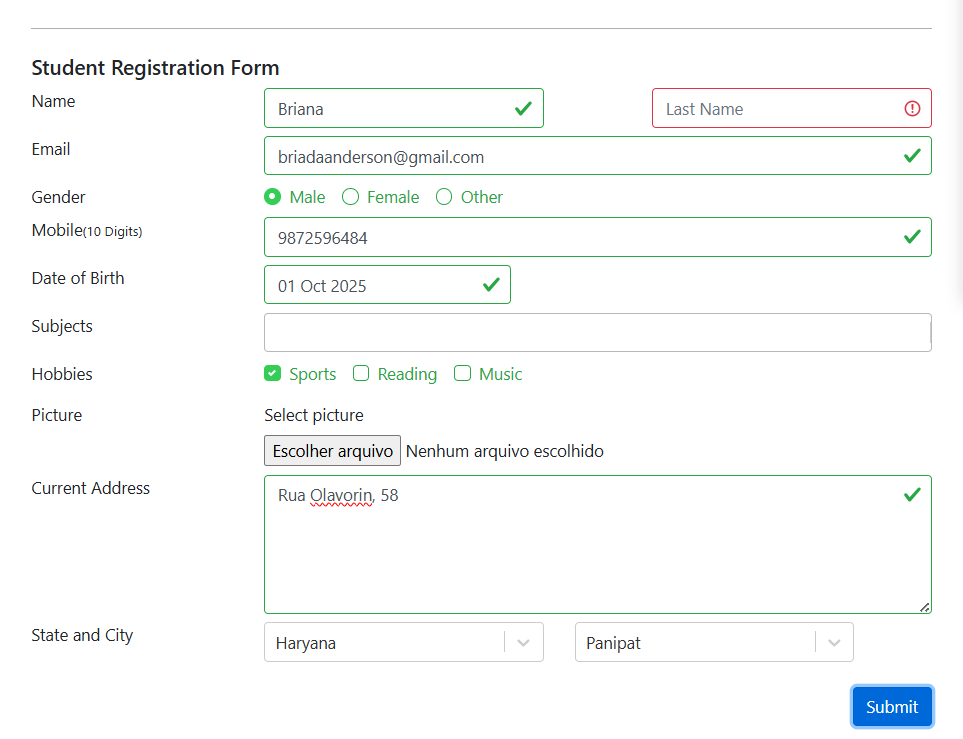 Student Registration Form
Name Briana Last Name
Email briadaanderson@gmail.com
Gender Male Female Other
Mobile(10 Digits) 9872596484
Date of Birth 01 Oct 2025
Subjects
Hobbies Sports Reading Music
Picture Select picture
Escolher arquivo Nenhum arquivo escolhido
Current Address Rua Olavorin, 58
State and City Haryana Panipat
Submit